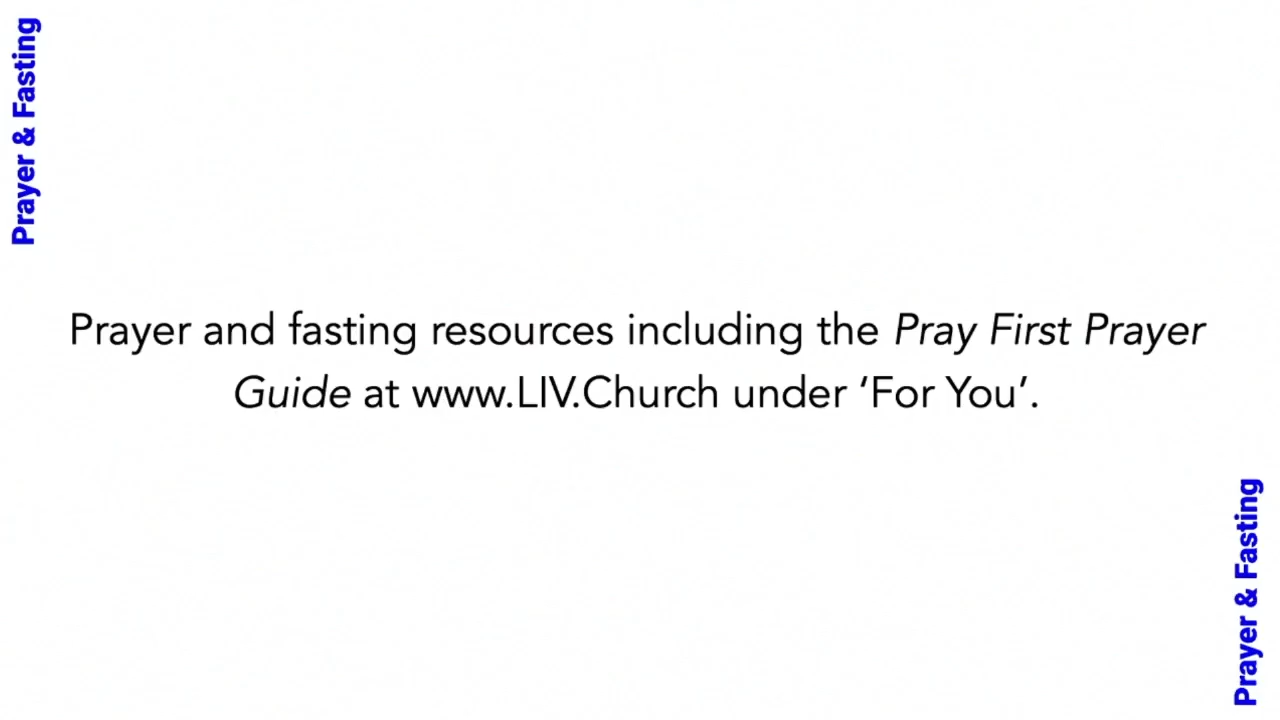 Prayer & Fasting
Prayer and fasting resources including the Pray First Prayer
Guide at www.LIV.Church under ‘For You’.
Prayer & Fasting